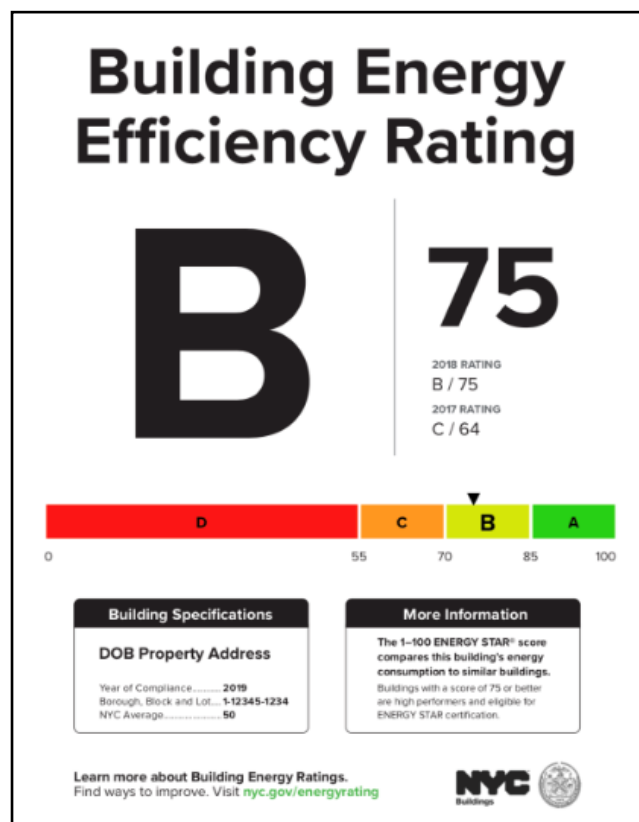 Building Energy
Efficiency Rating
B
75
2018 RATING
B / 75
2017 RATING
C / 64
D C B A
0 55 70 85 100
Building Specifications
DOB Property Address
Year of Compliance.......... 2019
Borough, Block and Lot.... 1-12345-1234
NYC Average..................... 50
More Information
The 1–100 ENERGY STAR® score
compares this building's energy
consumption to similar buildings.
Buildings with a score of 75 or better
are high performers and eligible for
ENERGY STAR certification.
Learn more about Building Energy Ratings.
Find ways to improve. Visit nyc.gov/energyrating
NYC
Buildings